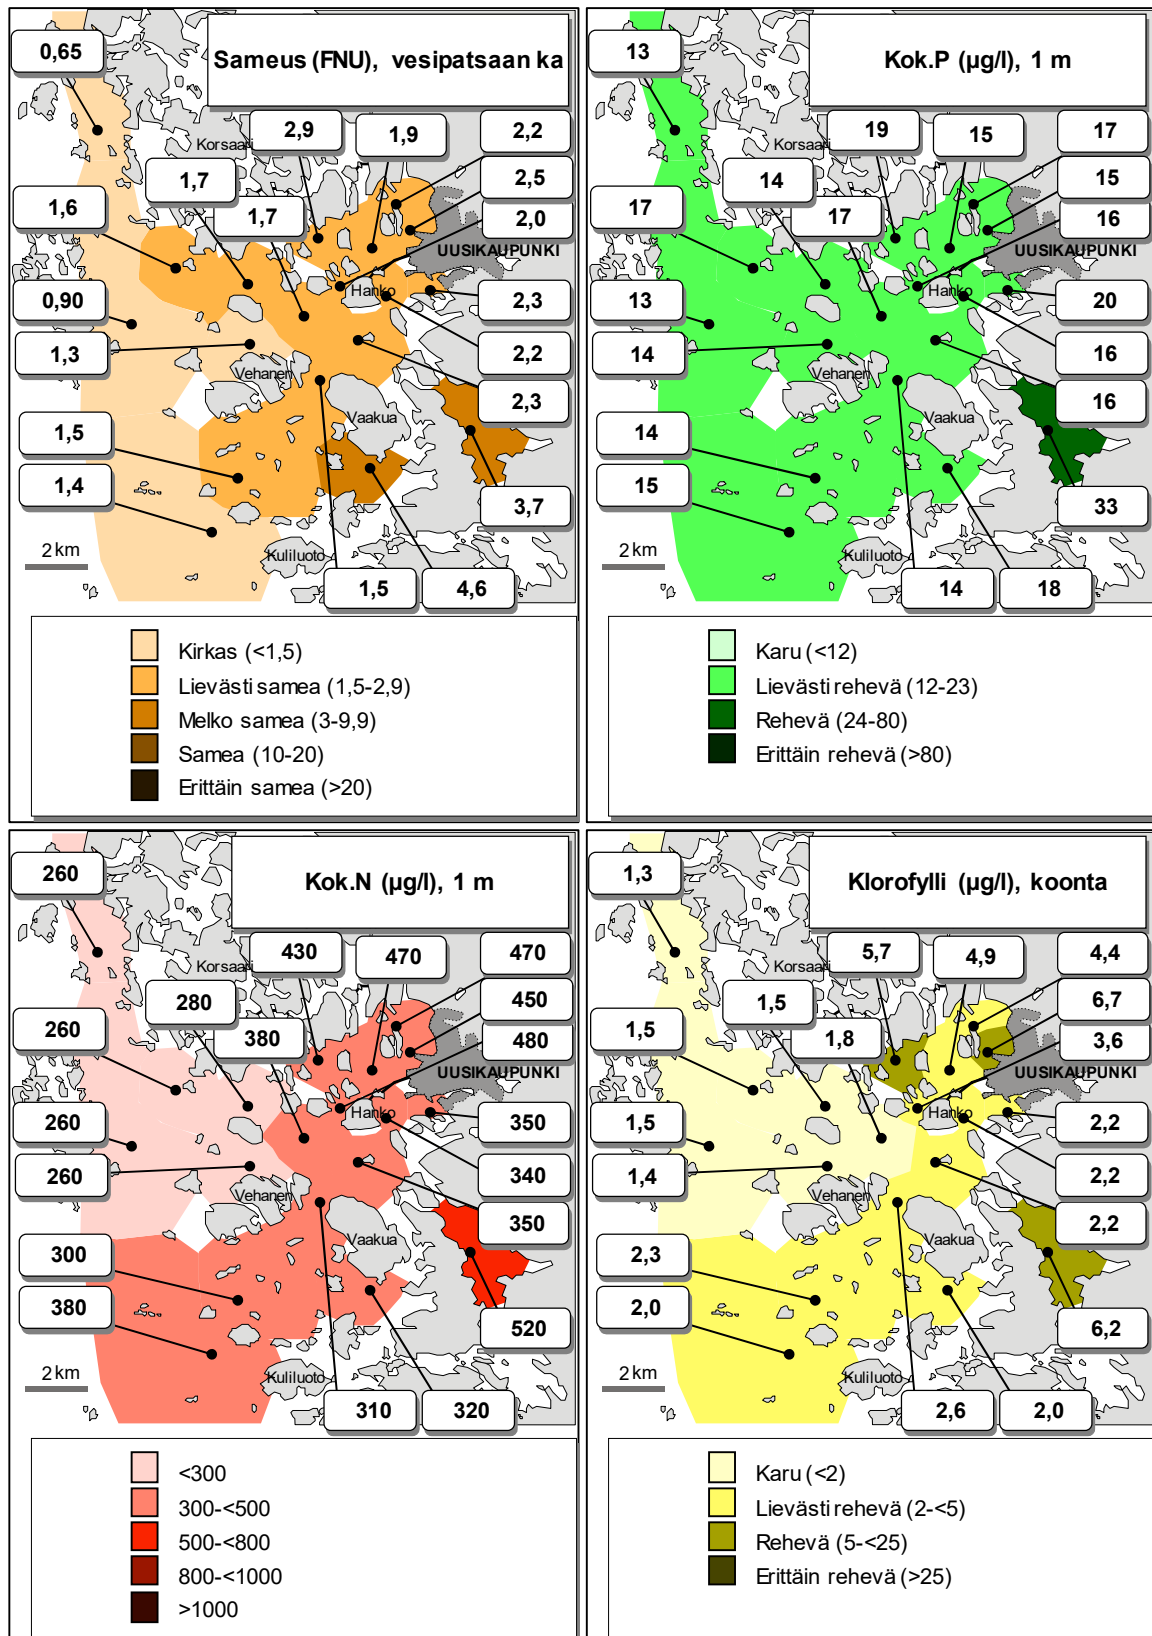 Sameus (FNU), vesipatsaan ka
0,65
2,9
1,9
2,2
Korsaari
1,7
2,5
1,6
1,7
2,0
UUSIKAUPUNKI
0,90
Hanko
2,3
1,3
2,2
Vehanen
2,3
1,5
Vaakua
1,4
3,7
2 km
Kuliluoto
1,5
4,6
Kirkas (<1,5)
Lievästi samea (1,5-2,9)
Melko samea (3-9,9)
Samea (10-20)
Erittäin samea (>20)
Kok.P (µg/l), 1 m
13
19
15
17
Korsaari
14
15
17
17
16
UUSIKAUPUNKI
13
Hanko
20
14
16
Vehanen
16
14
Vaakua
15
33
2 km
Kuliluoto
14
18
Karu (<12)
Lievästi rehevä (12-23)
Rehevä (24-80)
Erittäin rehevä (>80)
Kok.N (µg/l), 1 m
260
430
470
470
Korsaari
280
450
260
380
480
UUSIKAUPUNKI
260
Hanko
350
260
340
Vehanen
350
300
Vaakua
380
520
2 km
Kuliluoto
310
320
<300
300-<500
500-<800
800-<1000
>1000
Klorofylli (µg/l), koonta
1,3
5,7
4,9
4,4
Korsaari
1,5
6,7
1,5
1,8
3,6
UUSIKAUPUNKI
1,5
Hanko
2,2
1,4
2,2
Vehanen
2,2
2,3
Vaakua
2,0
6,2
2 km
Kuliluoto
2,6
2,0
Karu (<2)
Lievästi rehevä (2-<5)
Rehevä (5-<25)
Erittäin rehevä (>25)